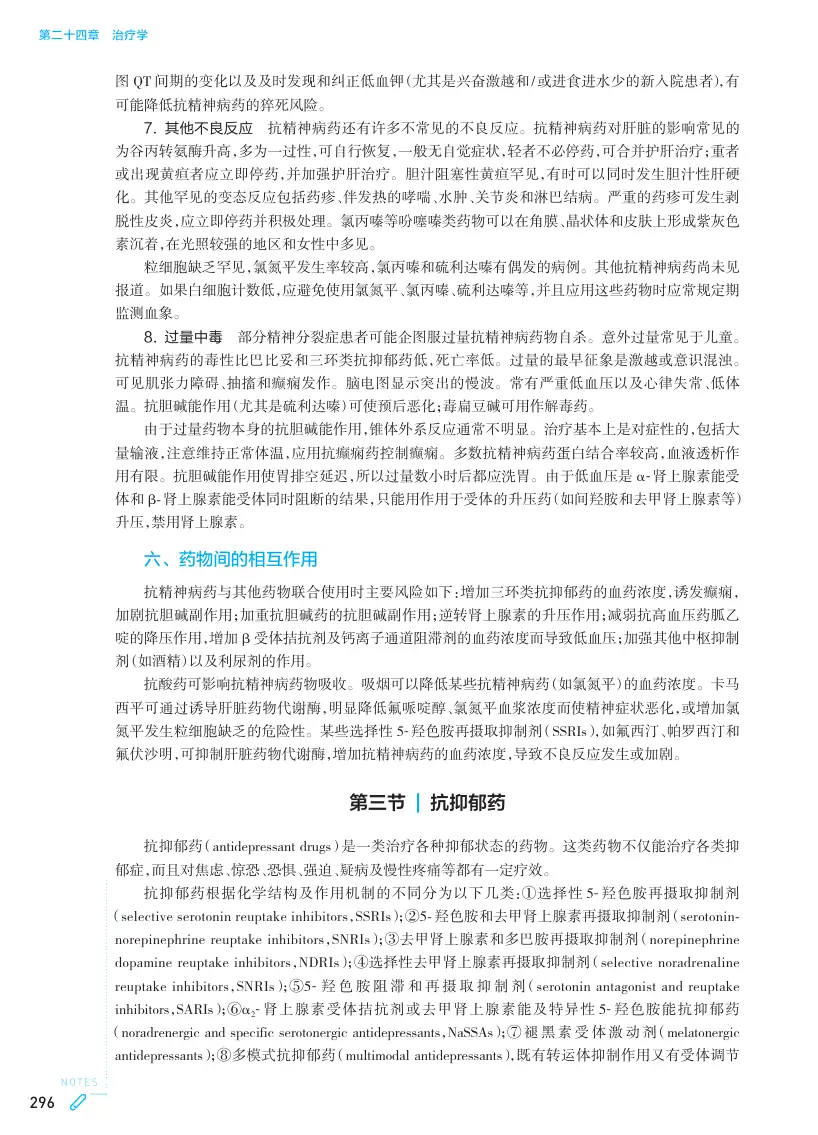 第二十四章 治疗学
图 QT 间期的变化以及及时发现和纠正低血钾(尤其是兴奋激越和/或进食进水少的新入院患者),有
可能降低抗精神病药的猝死风险。
7. 其他不良反应 抗精神病药还有许多不常见的不良反应。抗精神病药对肝脏的影响常见的
为谷丙转氨酶升高,多为一过性,可自行恢复,一般无自觉症状,轻者不必停药,可合并护肝治疗;重者
或出现黄疸者应立即停药,并加强护肝治疗。胆汁阻塞性黄疸罕见,有时可以同时发生胆汁性肝硬
化。其他罕见的变态反应包括药疹、伴发热的哮喘、水肿、关节炎和淋巴结病。严重的药疹可发生剥
脱性皮炎,应立即停药并积极处理。氯丙嗪等吩噻嗪类药物可以在角膜、晶状体和皮肤上形成紫灰色
素沉着,在光照较强的地区和女性中多见。
粒细胞缺乏罕见,氯氮平发生率较高,氯丙嗪和硫利达嗪有偶发的病例。其他抗精神病药尚未见
报道。如果白细胞计数低,应避免使用氯氮平、氯丙嗪、硫利达嗪等,并且应用这些药物时应常规定期
监测血象。
8. 过量中毒 部分精神分裂症患者可能企图服过量抗精神病药物自杀。意外过量常见于儿童。
抗精神病药的毒性比巴比妥和三环类抗抑郁药低,死亡率低。过量的最早征象是激越或意识混浊。
可见肌张力障碍、抽搐和癫痫发作。脑电图显示突出的慢波。常有严重低血压以及心律失常、低体
温。抗胆碱能作用(尤其是硫利达嗪)可使预后恶化;毒扁豆碱可用作解毒药。
由于过量药物本身的抗胆碱能作用,锥体外系反应通常不明显。治疗基本上是对症性的,包括大
量输液,注意维持正常体温,应用抗癫痫药控制癫痫。多数抗精神病药蛋白结合率较高,血液透析作
用有限。抗胆碱能作用使胃排空延迟,所以过量数小时后都应洗胃。由于低血压是 α-肾上腺素能受
体和 β-肾上腺素能受体同时阻断的结果,只能用作用于受体的升压药(如间羟胺和去甲肾上腺素等)
升压,禁用肾上腺素。
六、药物间的相互作用
抗精神病药与其他药物联合使用时主要风险如下:增加三环类抗抑郁药的血药浓度,诱发癫痫,
加剧抗胆碱副作用;加重抗胆碱药的抗胆碱副作用;逆转肾上腺素的升压作用;减弱抗高血压药胍乙
啶的降压作用,增加 β 受体拮抗剂及钙离子通道阻滞剂的血药浓度而导致低血压;加强其他中枢抑制
剂(如酒精)以及利尿剂的作用。
抗酸药可影响抗精神病药物吸收。吸烟可以降低某些抗精神病药(如氯氮平)的血药浓度。卡马
西平可通过诱导肝脏药物代谢酶,明显降低氟哌啶醇、氯氮平血浆浓度而使精神症状恶化,或增加氯
氮平发生粒细胞缺乏的危险性。某些选择性 5-羟色胺再摄取抑制剂(SSRIs),如氟西汀、帕罗西汀和
氟伏沙明,可抑制肝脏药物代谢酶,增加抗精神病药的血药浓度,导致不良反应发生或加剧。
第三节 | 抗抑郁药
抗抑郁药(antidepressant drugs)是一类治疗各种抑郁状态的药物。这类药物不仅能治疗各类抑
郁症,而且对焦虑、惊恐、恐惧、强迫、疑病及慢性疼痛等都有一定疗效。
抗抑郁药根据化学结构及作用机制的不同分为以下几类:①选择性 5-羟色胺再摄取抑制剂
(selective serotonin reuptake inhibitors,SSRIs);②5-羟色胺和去甲肾上腺素再摄取抑制剂(serotonin-
norepinephrine reuptake inhibitors,SNRIs);③去甲肾上腺素和多巴胺再摄取抑制剂(norepinephrine
dopamine reuptake inhibitors,NDRIs);④选择性去甲肾上腺素再摄取抑制剂(selective noradrenaline
reuptake inhibitors,SNRIs);⑤5-羟色胺阻滞和再摄取抑制剂(serotonin antagonist and reuptake
inhibitors,SARIs);⑥α₂-肾上腺素受体拮抗剂或去甲肾上腺素能及特异性 5-羟色胺能抗抑郁药
(noradrenergic and specific serotonergic antidepressants,NaSSAs);⑦褪黑素受体激动剂(melatonergic
antidepressants);⑧多模式抗抑郁药(multimodal antidepressants),既有转运体抑制作用又有受体调节
NOTES
296